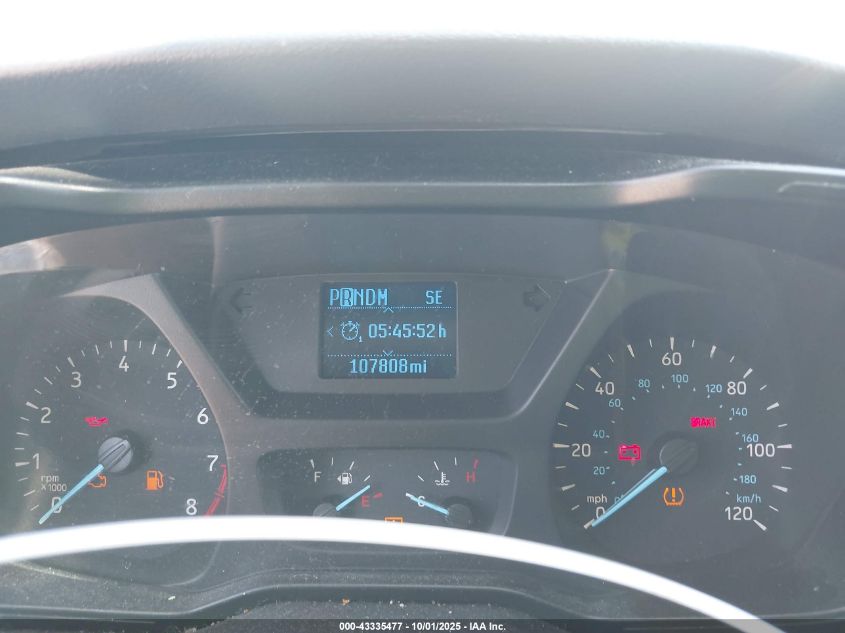 PRNDM SE
05:45:52h
1
107808mi
0 1 2 3 4 5 6 7 8
rpm
x1000
F E
C H
0 20 40 60 80 100 120
20 40 60 80 100 120 140 160 180
mph
km/h
BRAKE
000-43335477 - 10/01/2025 - IAA Inc.